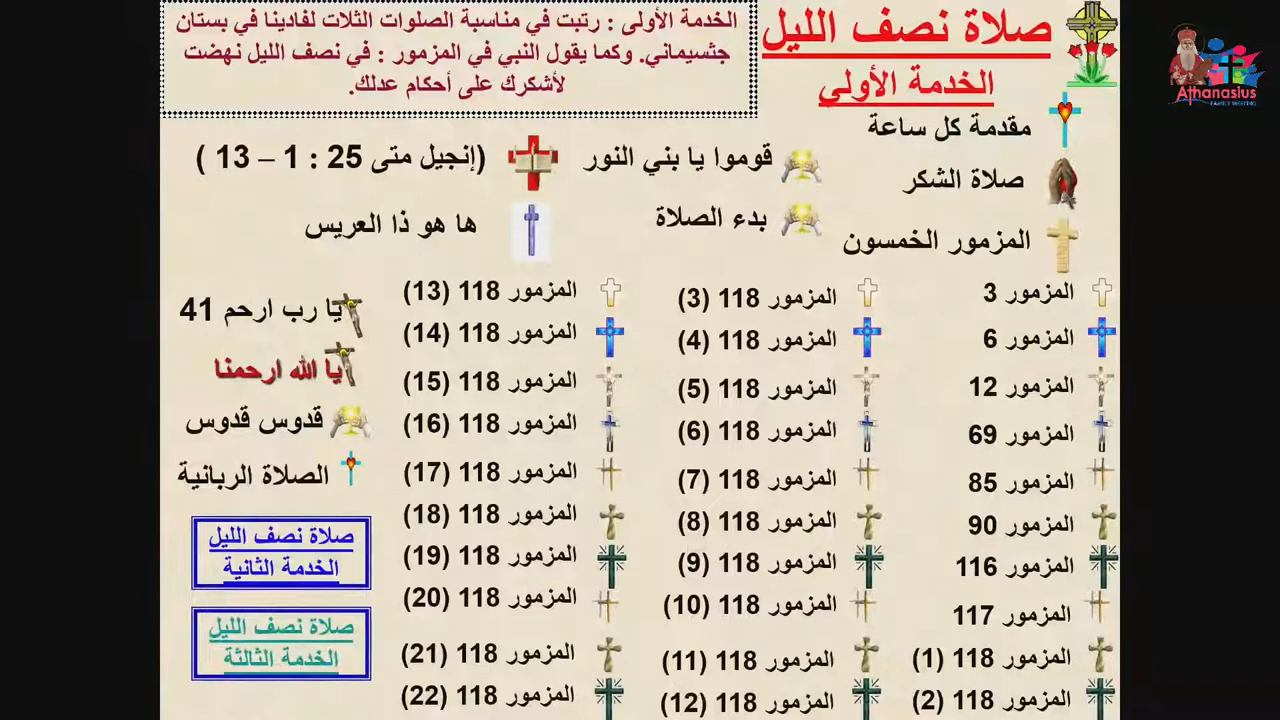 صلاة نصف الليل
الخدمة الأولي
الخدمة الأولى : رتبت في مناسبة الصلوات الثلاث لفادينا في بستان
جثسيماني. وكما يقول النبي في المزمور : في نصف الليل نهضت
لأشكرك على أحكام عدلك.
مقدمة كل ساعة
صلاة الشكر
المزمور الخمسون
قوموا يا بني النور
بدء الصلاة
(إنجيل متى 25 : 1 – 13 )
ها هو ذا العريس
المزمور 3
المزمور 6
المزمور 12
المزمور 69
المزمور 85
المزمور 90
المزمور 116
المزمور 117
المزمور 118 (1)
المزمور 118 (2)
المزمور 118 (3)
المزمور 118 (4)
المزمور 118 (5)
المزمور 118 (6)
المزمور 118 (7)
المزمور 118 (8)
المزمور 118 (9)
المزمور 118 (10)
المزمور 118 (11)
المزمور 118 (12)
المزمور 118 (13)
المزمور 118 (14)
المزمور 118 (15)
المزمور 118 (16)
المزمور 118 (17)
المزمور 118 (18)
المزمور 118 (19)
المزمور 118 (20)
المزمور 118 (21)
المزمور 118 (22)
يا رب ارحم 41
يا الله ارحمنا
قدوس قدوس
الصلاة الربانية
صلاة نصف الليل
الخدمة الثانية
صلاة نصف الليل
الخدمة الثالثة
Athanasius
FAMILY MEETING